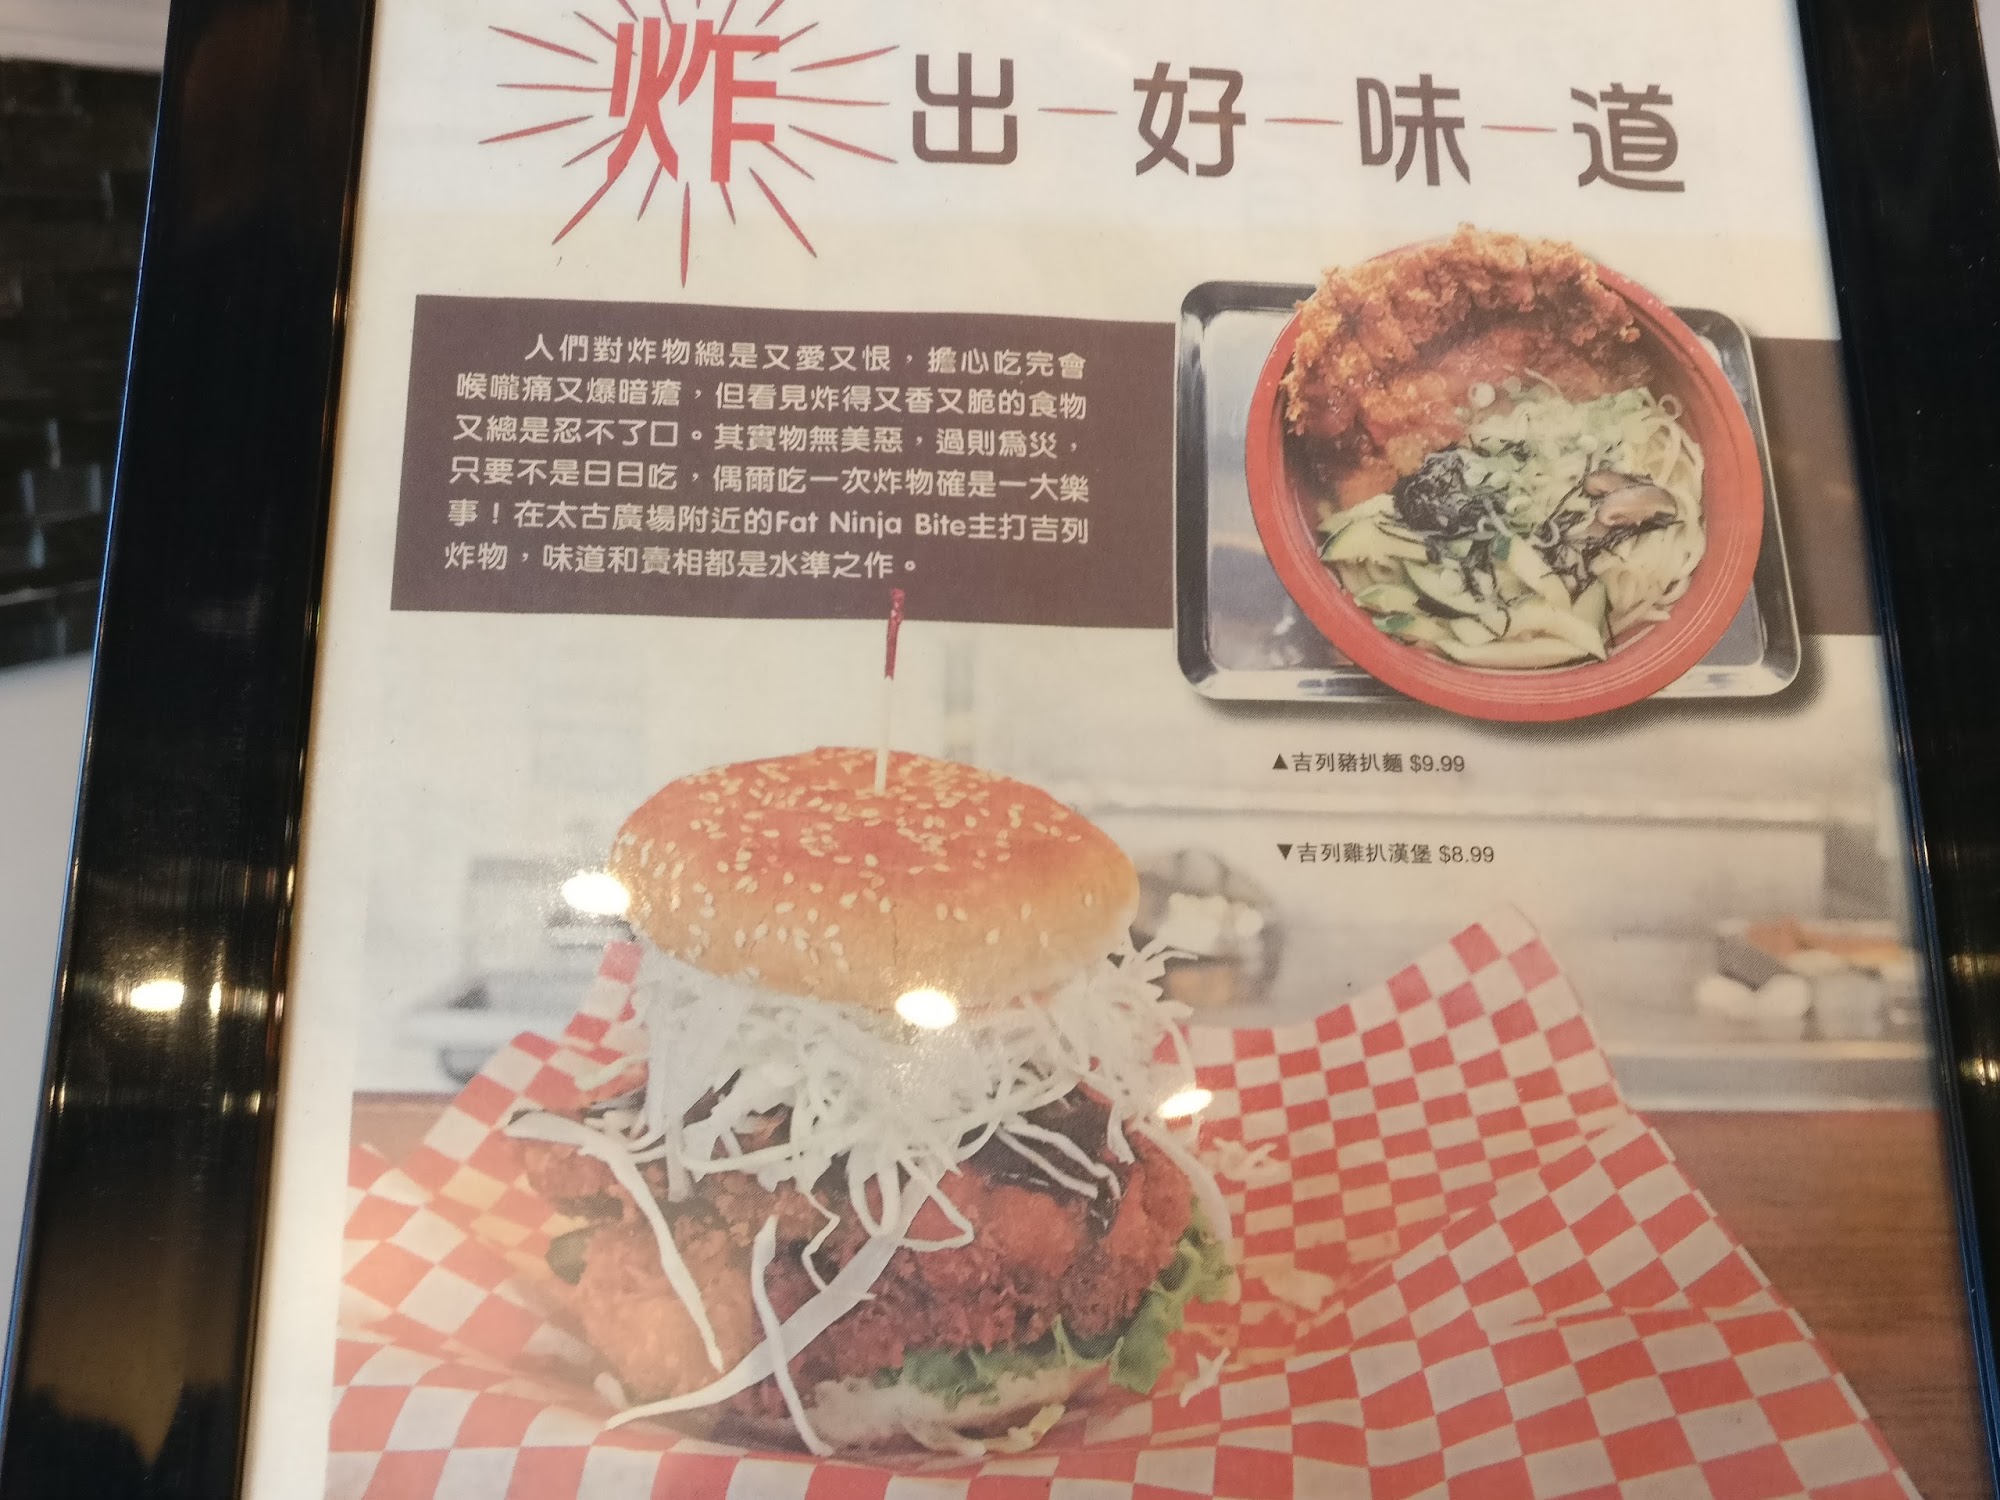 炸出好味道
人們對炸物總是又愛又恨，擔心吃完會
喉嚨痛又爆暗瘡，但看見炸得又香又脆的食物
又總是忍不了口。其實物無美惡，過則為災，
只要不是日日吃，偶爾吃一次炸物確是一大樂
事！在太古廣場附近的Fat Ninja Bite主打吉列
炸物，味道和賣相都是水準之作。
▲吉列豬扒麵 $9.99
▼吉列雞扒漢堡 $8.99